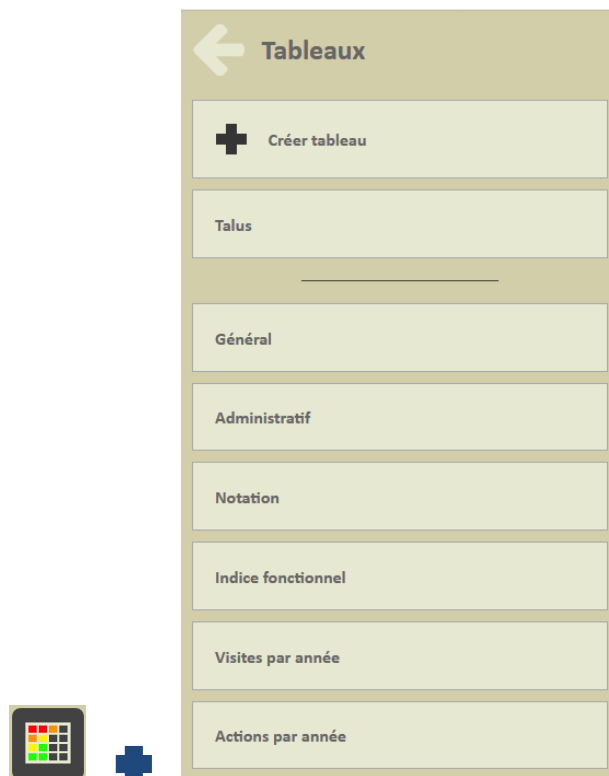 Tableaux
Créer tableau
Talus
Général
Administratif
Notation
Indice fonctionnel
Visites par année
Actions par année